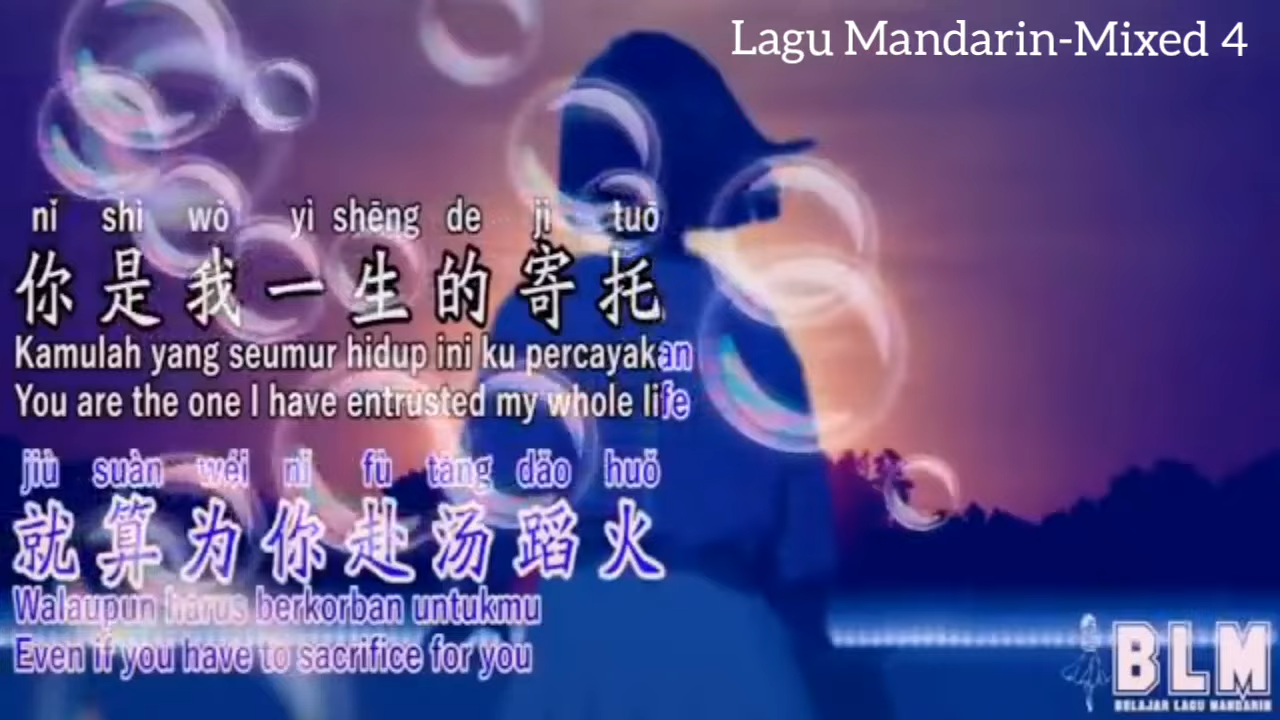 Lagu Mandarin-Mixed 4
nǐ shì wǒ yì shēng de jì tuō
你是我一生的寄托
Kamulah yang seumur hidup ini ku percayakan
You are the one I have entrusted my whole life
jiù suàn wéi nǐ fù tāng dǎo huǒ
就算为你赴汤蹈火
Walaupun harus berkorban untukmu
Even if you have to sacrifice for you
BLM
BELAJAR LAGU MANDARIN